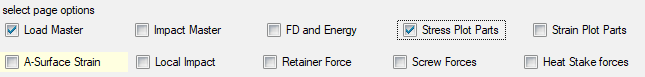 select page options
Load Master Impact Master FD and Energy Stress Plot Parts Strain Plot Parts
A-Surface Strain Local Impact Retainer Force Screw Forces Heat Stake forces